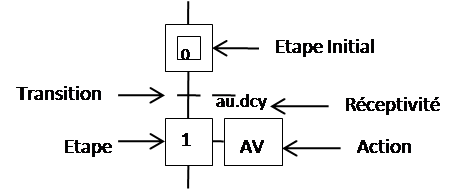 0
Etape Initial
Transition
au.dcy
Réceptivité
Etape
1
AV
Action